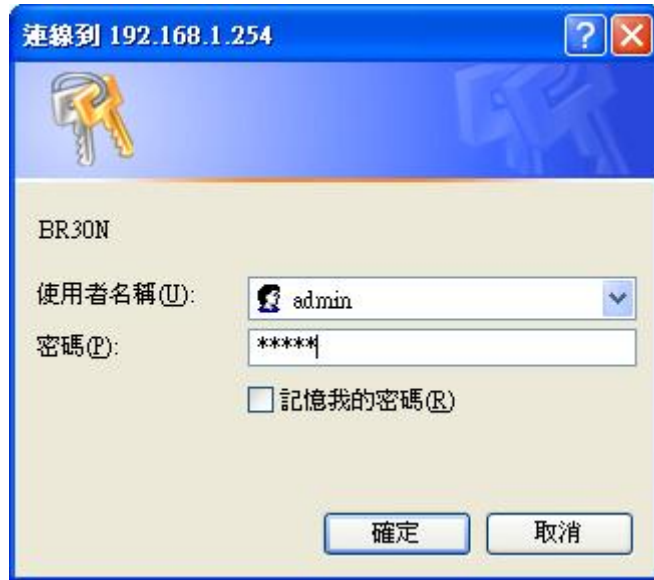 連線到 192.168.1.254
BR30N
使用者名稱(U):
admin
密碼(P):
*****
記憶我的密碼(R)
確定
取消